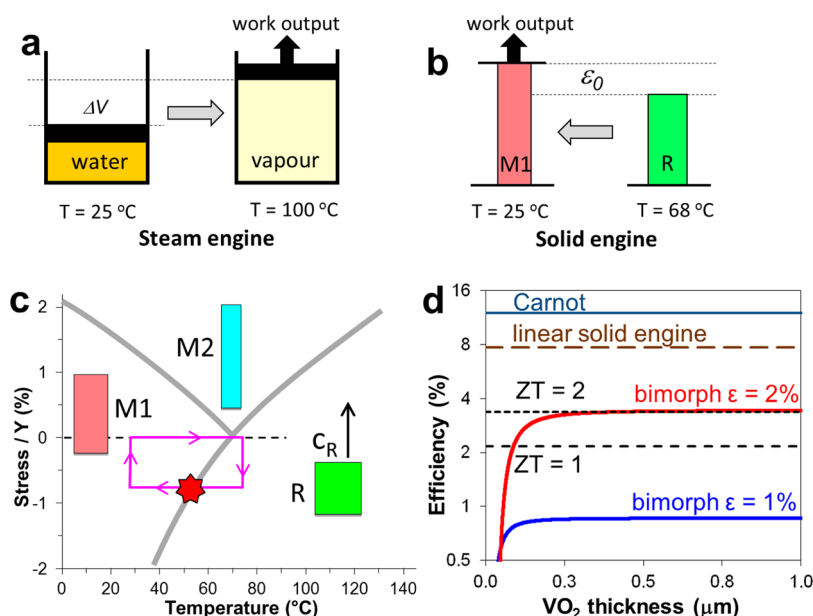 a
work output
ΔV
water
vapour
T = 25 °C
T = 100 °C
Steam engine
b
work output
ε0
M1
R
T = 25 °C
T = 68 °C
Solid engine
c
2
1
0
-1
-2
Stress / Y (%)
M2
M1
cR
R
0 20 40 60 80 100 120 140
Temperature (°C)
d
16
8
4
2
1
0.5
Efficiency (%)
Carnot
linear solid engine
ZT = 2
bimorph ε = 2%
ZT = 1
bimorph ε = 1%
0.0 0.3 0.5 0.8 1.0
VO2 thickness (μm)